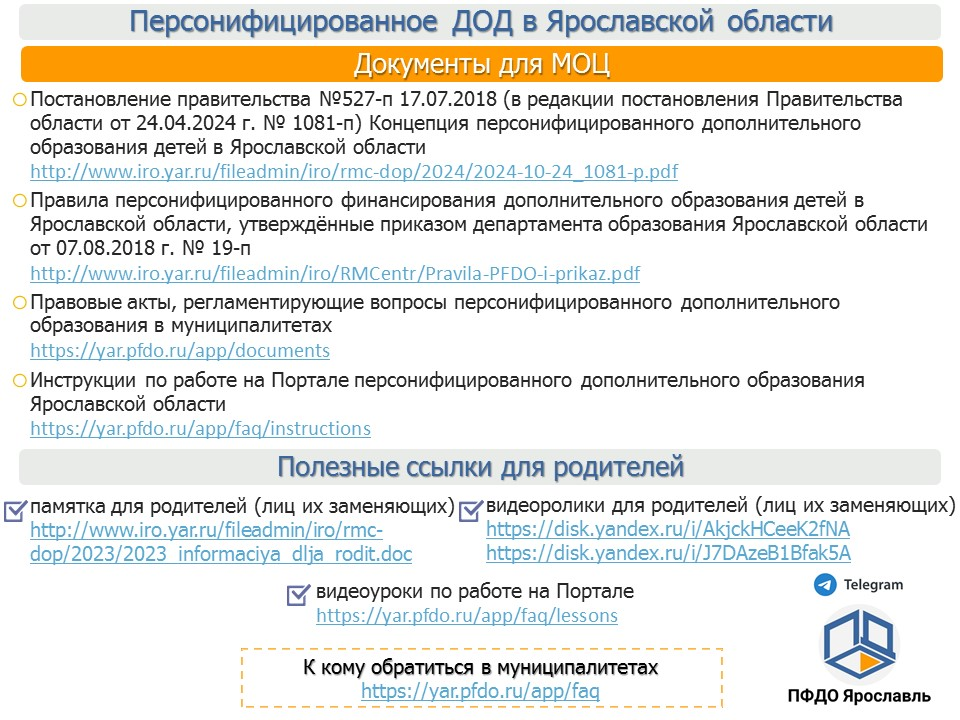 Персонифицированное ДОД в Ярославской области
Документы для МОЦ
Постановление правительства №527-п 17.07.2018 (в редакции постановления Правительства
области от 24.04.2024 г. № 1081-п) Концепция персонифицированного дополнительного
образования детей в Ярославской области
http://www.iro.yar.ru/fileadmin/iro/rmc-dop/2024/2024-10-24_1081-p.pdf
Правила персонифицированного финансирования дополнительного образования детей в
Ярославской области, утверждённые приказом департамента образования Ярославской области
от 07.08.2018 г. № 19-п
http://www.iro.yar.ru/fileadmin/iro/RMCentr/Pravila-PFDO-i-prikaz.pdf
Правовые акты, регламентирующие вопросы персонифицированного дополнительного
образования в муниципалитетах
https://yar.pfdo.ru/app/documents
Инструкции по работе на Портале персонифицированного дополнительного образования
Ярославской области
https://yar.pfdo.ru/app/faq/instructions
Полезные ссылки для родителей
памятка для родителей (лиц их заменяющих)
http://www.iro.yar.ru/fileadmin/iro/rmc-
dop/2023/2023_informaciya_dlja_rodit.doc
видеоролики для родителей (лиц их заменяющих)
https://disk.yandex.ru/i/AkjckHCeeK2fNA
https://disk.yandex.ru/i/J7DAzeB1Bfak5A
видеоуроки по работе на Портале
https://yar.pfdo.ru/app/faq/lessons
Telegram
ПФДО Ярославль
К кому обратиться в муниципалитетах
https://yar.pfdo.ru/app/faq